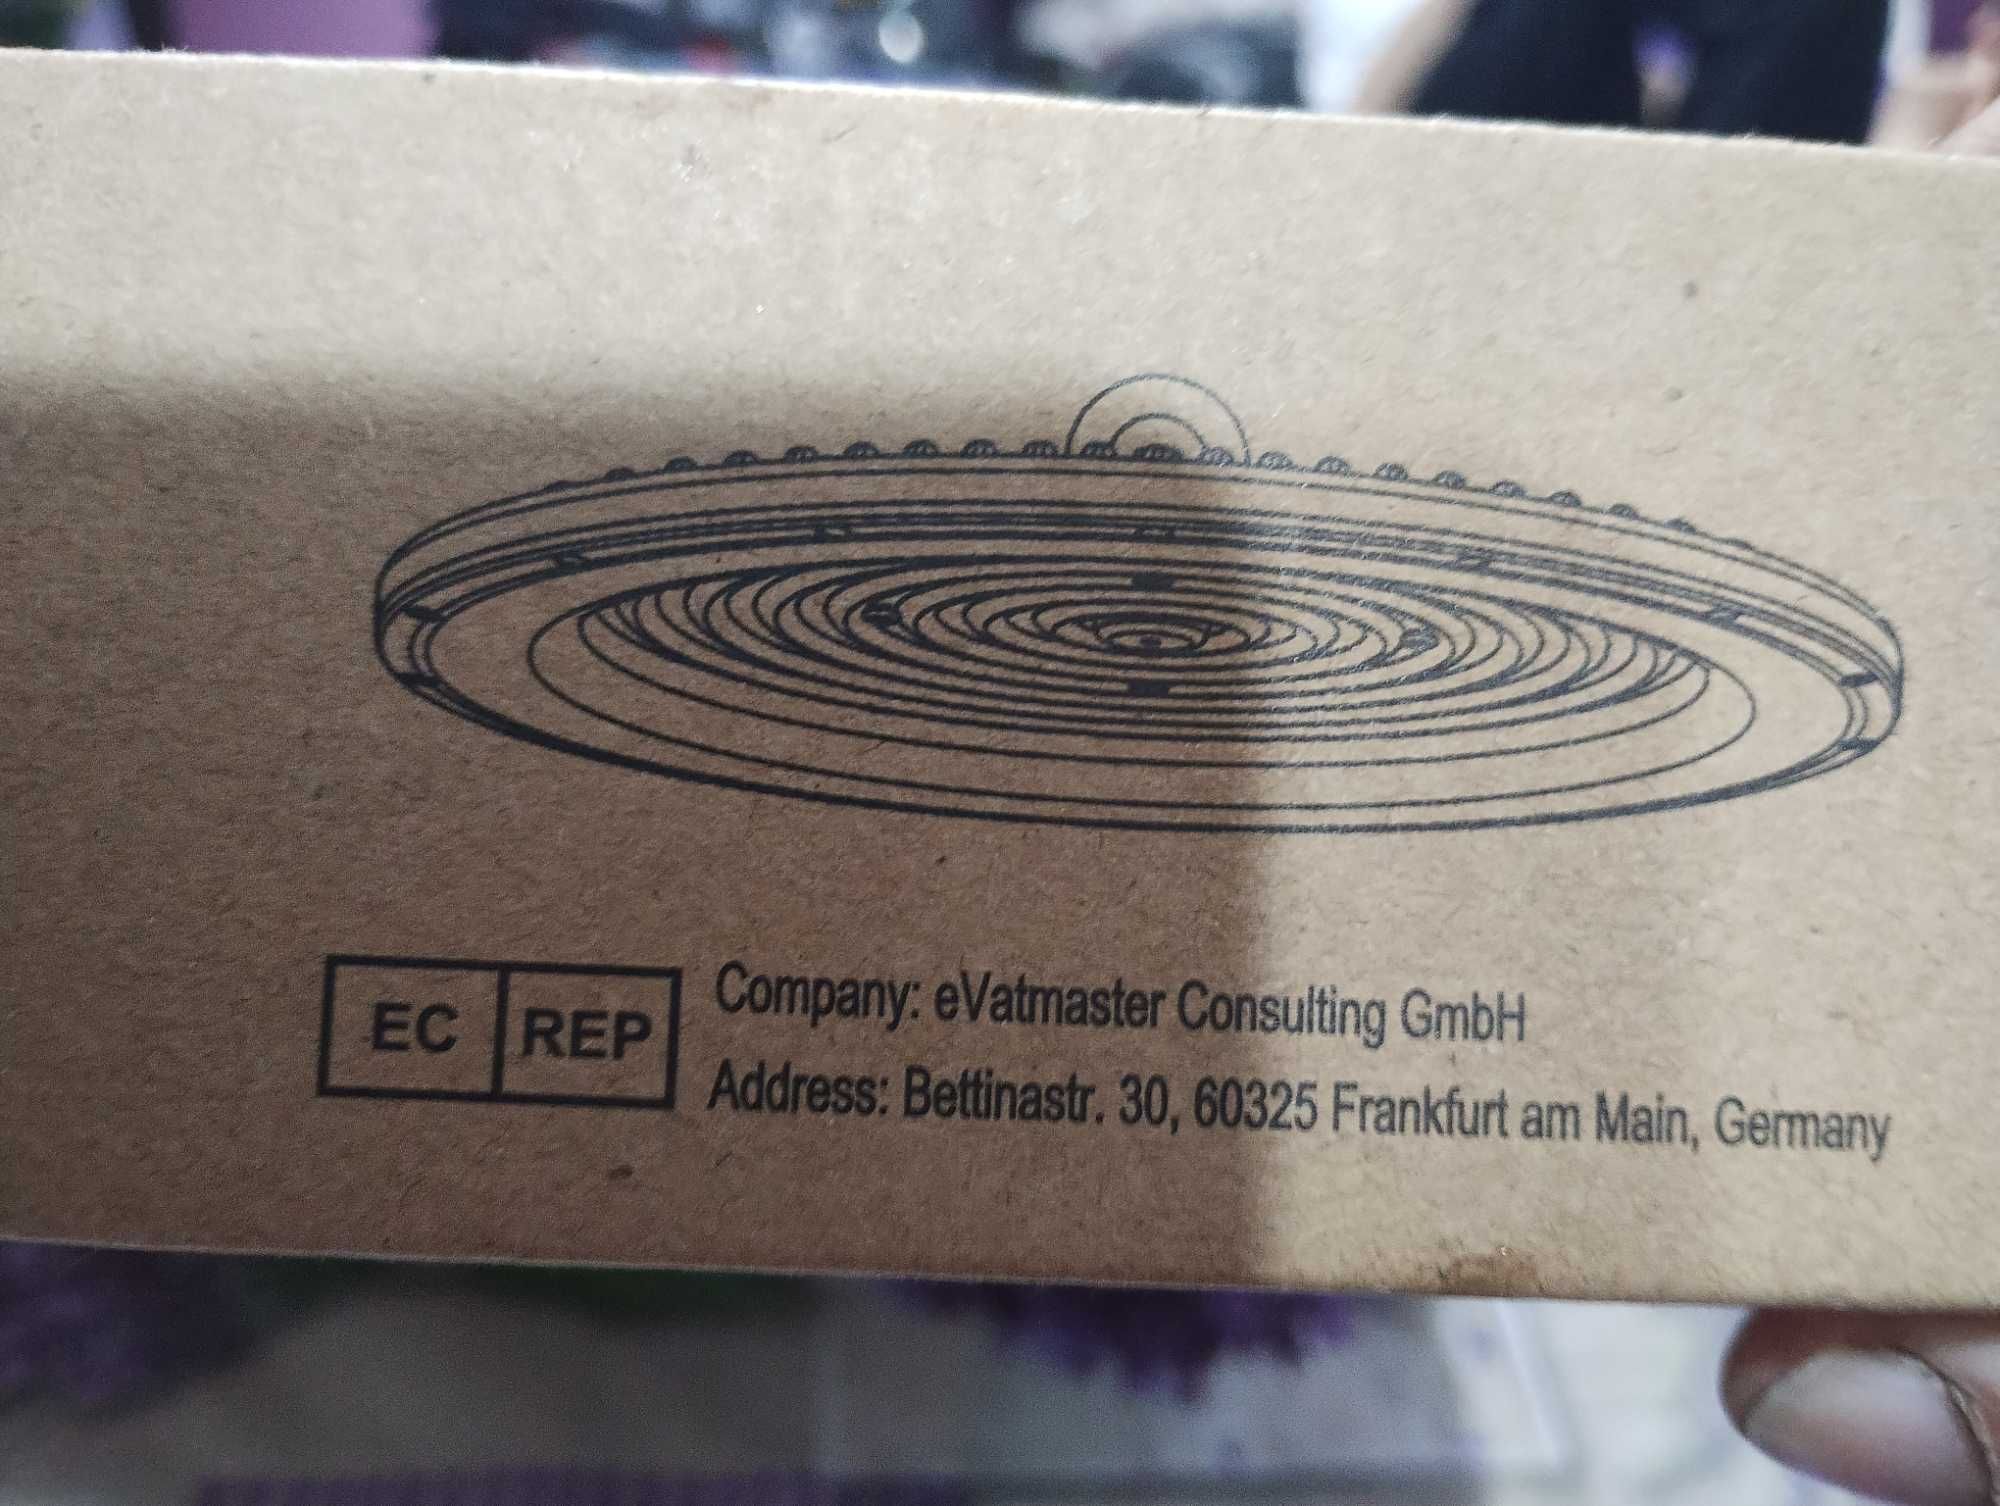 EC REP
Company: eVatmaster Consulting GmbH
Address: Bettinastr. 30, 60325 Frankfurt am Main, Germany